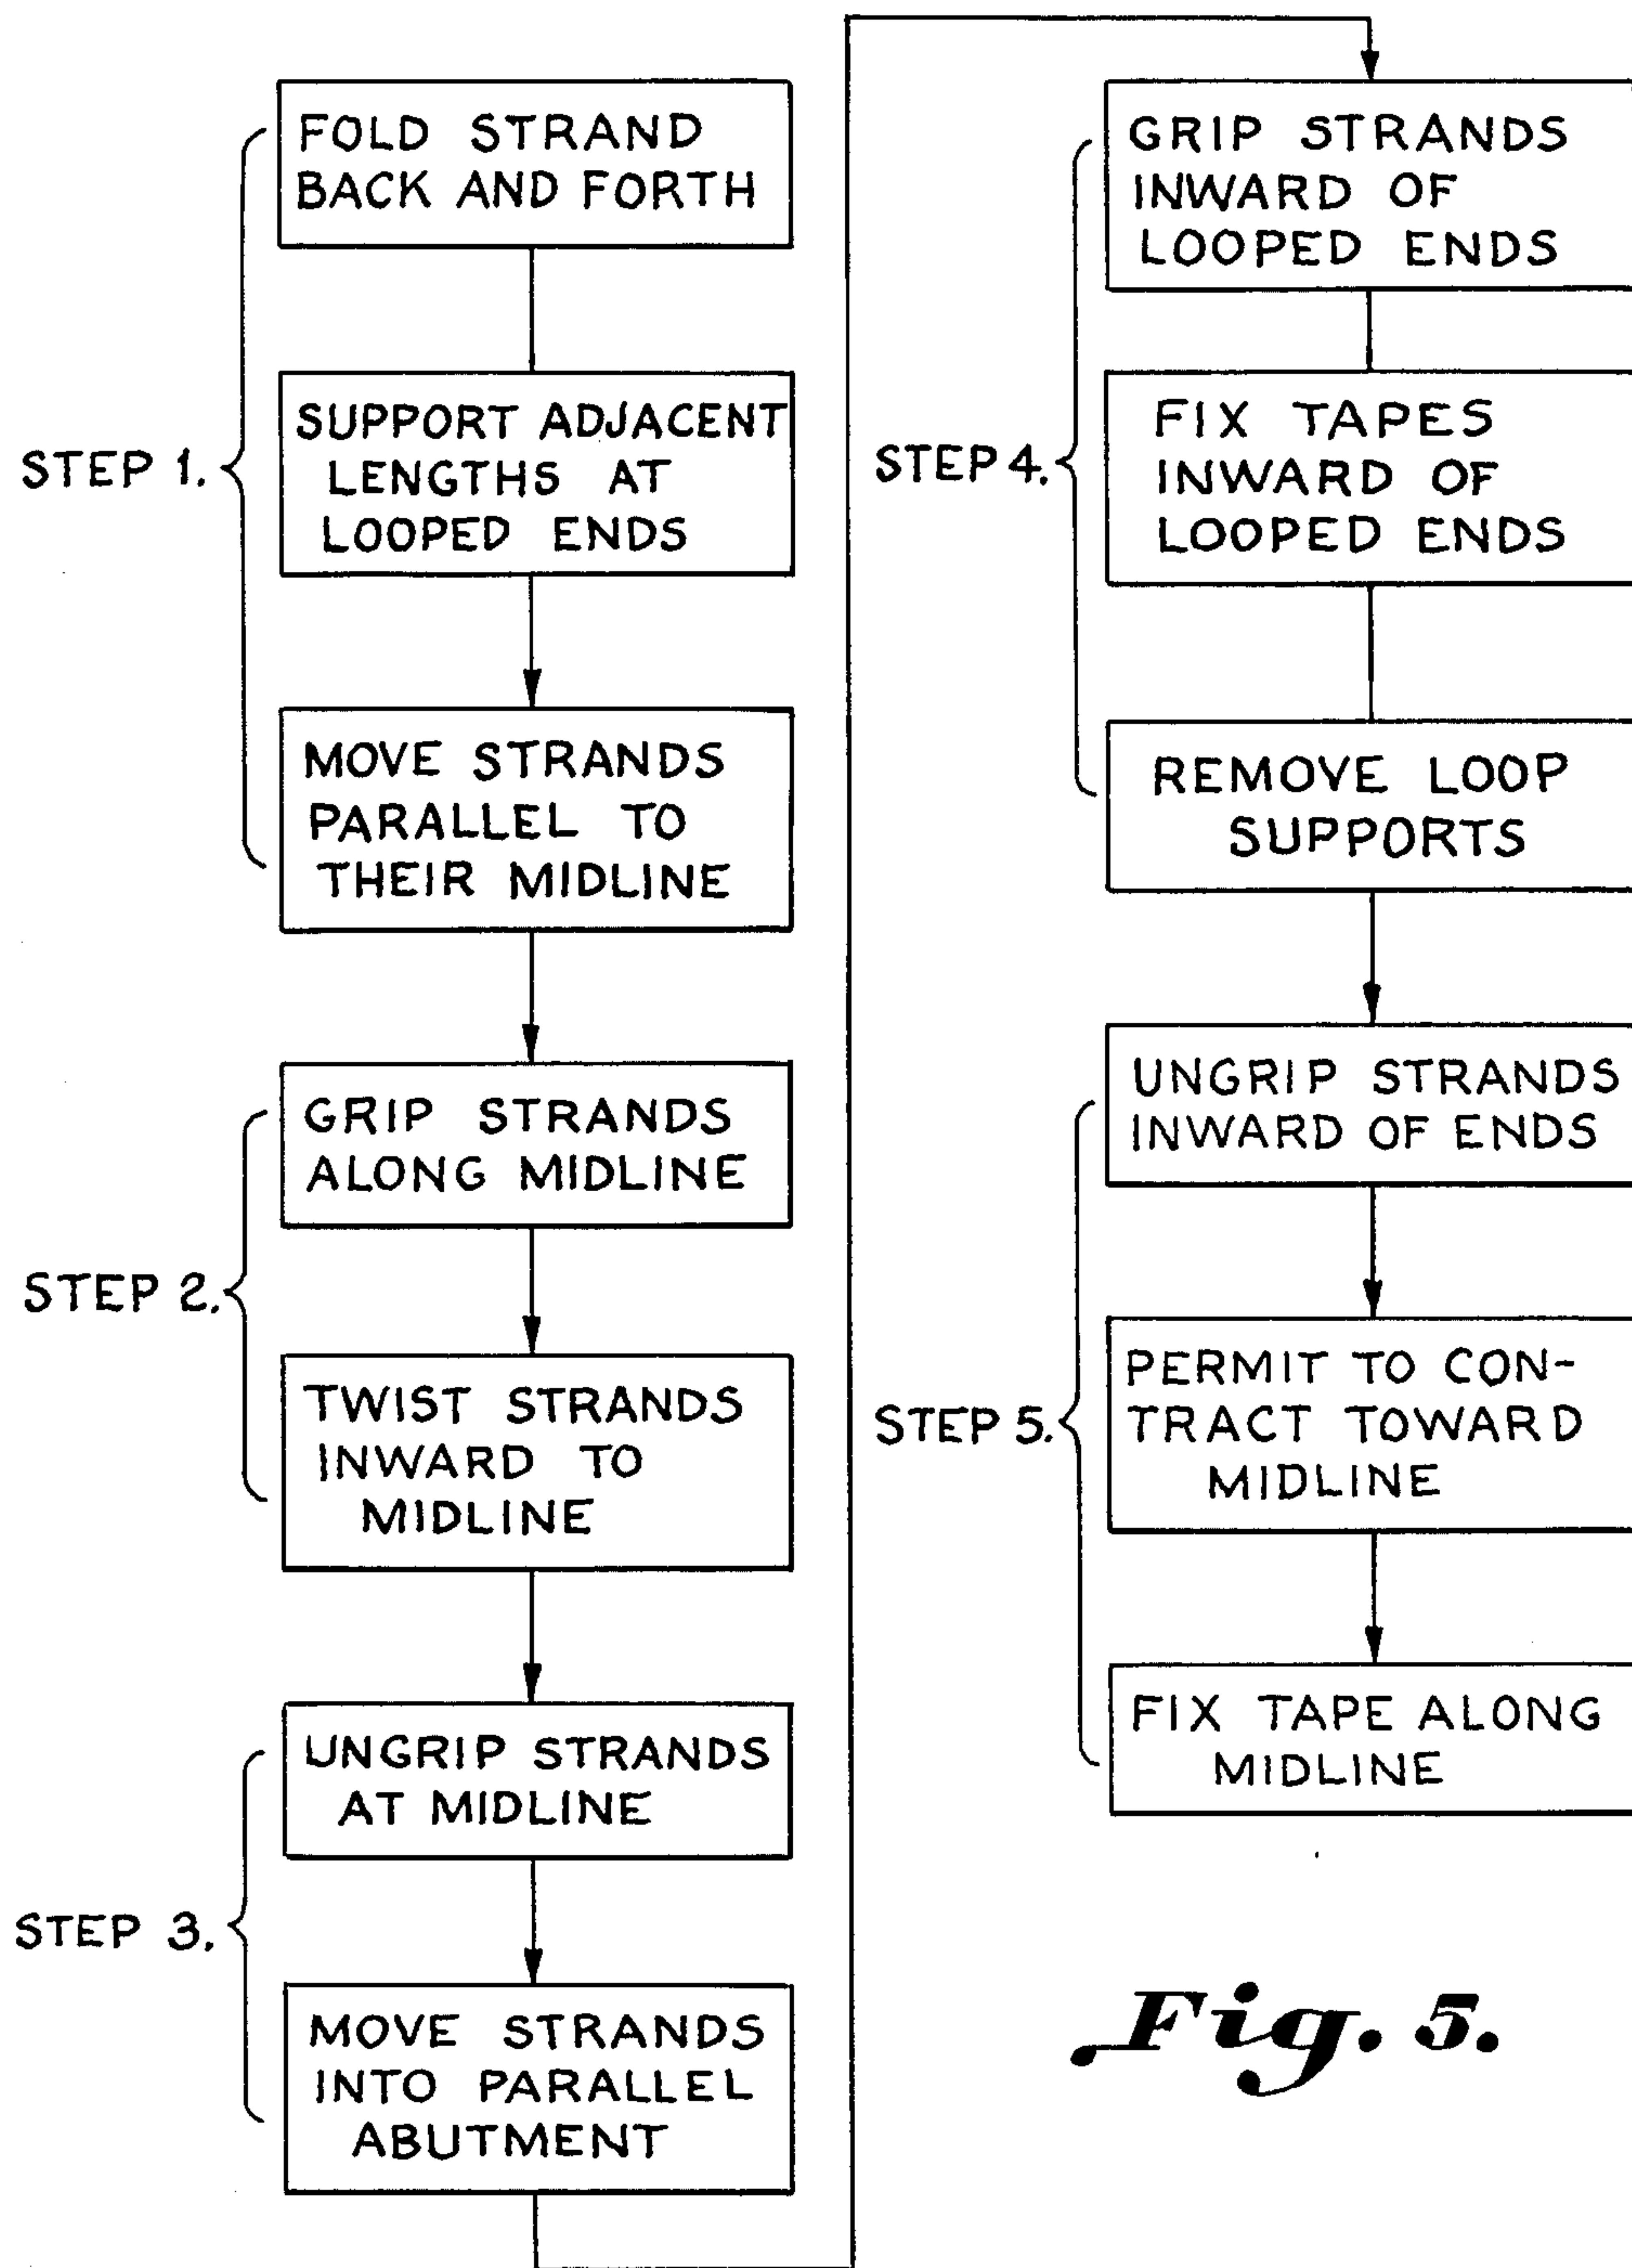 STEP 1.
FOLD STRAND
BACK AND FORTH
SUPPORT ADJACENT
LENGTHS AT
LOOPED ENDS
MOVE STRANDS
PARALLEL TO
THEIR MIDLINE
STEP 2.
GRIP STRANDS
ALONG MIDLINE
TWIST STRANDS
INWARD TO
MIDLINE
STEP 3.
UNGRIP STRANDS
AT MIDLINE
MOVE STRANDS
INTO PARALLEL
ABUTMENT
STEP 4.
GRIP STRANDS
INWARD OF
LOOPED ENDS
FIX TAPES
INWARD OF
LOOPED ENDS
REMOVE LOOP
SUPPORTS
STEP 5.
UNGRIP STRANDS
INWARD OF ENDS
PERMIT TO CON-
TRACT TOWARD
MIDLINE
FIX TAPE ALONG
MIDLINE
Fig. 5.